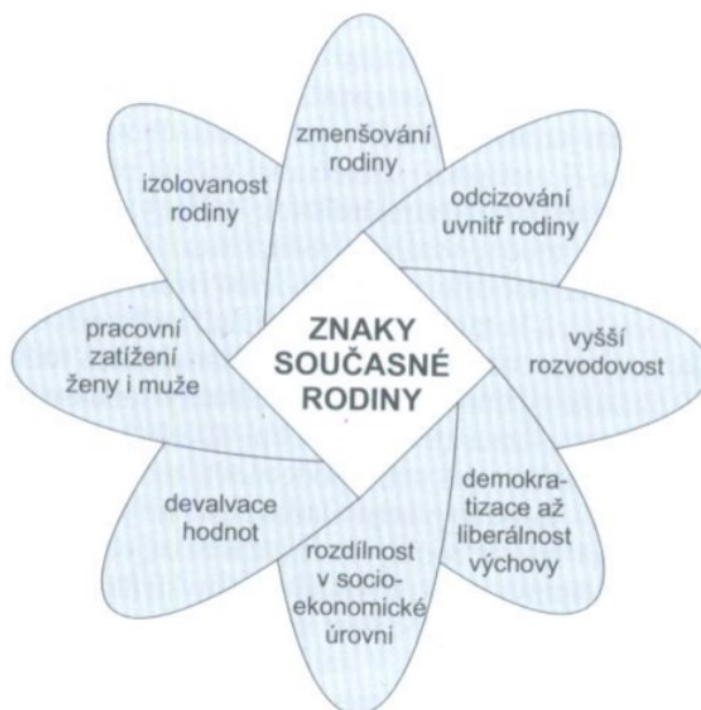 zmenšování
rodiny
odcizování
uvnitř rodiny
vyšší
rozvodovost
demokra-
tizace až
liberálnost
výchovy
rozdílnost
v socio-
ekonomické
úrovní
devalvace
hodnot
pracovní
zatížení
ženy i muže
izolovanost
rodiny
ZNAKY
SOUČASNÉ
RODINY